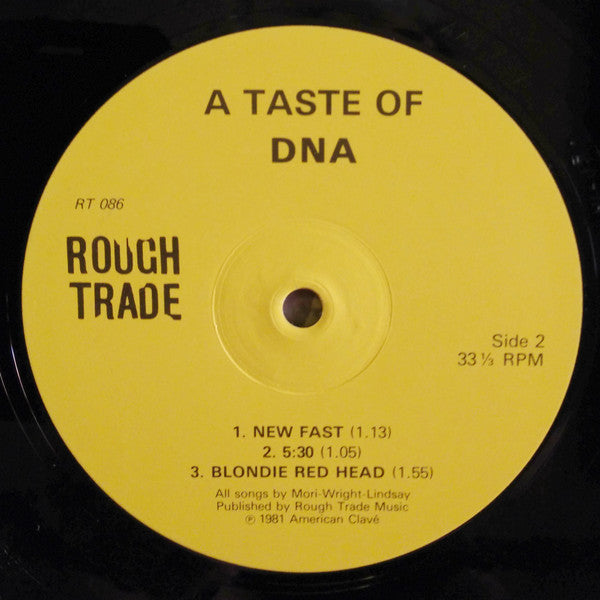 A TASTE OF
DNA
RT 086
ROUGH
TRADE
Side 2
33 ⅓ RPM
1. NEW FAST (1.13)
2. 5:30 (1.05)
3. BLONDIE RED HEAD (1.55)
All songs by Mori-Wright-Lindsay
Published by Rough Trade Music
℗ 1981 American Clavé